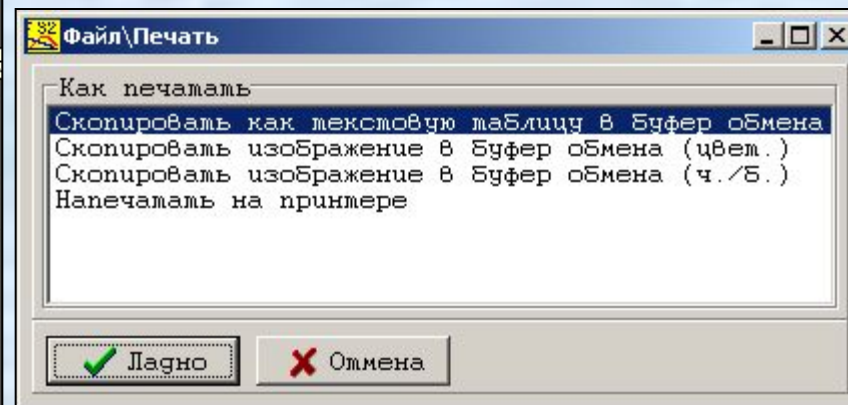 Файл\Печать
Как печатать
Скопировать как текстовую таблицу в буфер обмена
Скопировать изображение в буфер обмена (цвет.)
Скопировать изображение в буфер обмена (ч./б.)
Напечатать на принтере
Ладно
Отмена